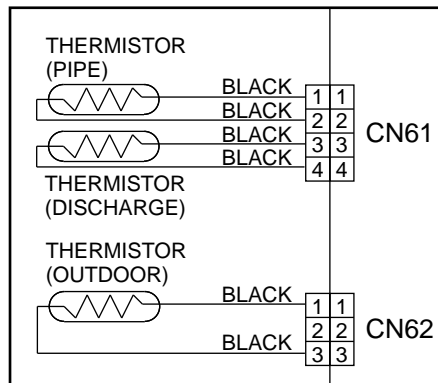 THERMISTOR
(PIPE)
BLACK 1 1
BLACK 2 2
BLACK 3 3
BLACK 4 4
CN61
THERMISTOR
(DISCHARGE)
THERMISTOR
(OUTDOOR)
BLACK 1 1
2 2
BLACK 3 3
CN62